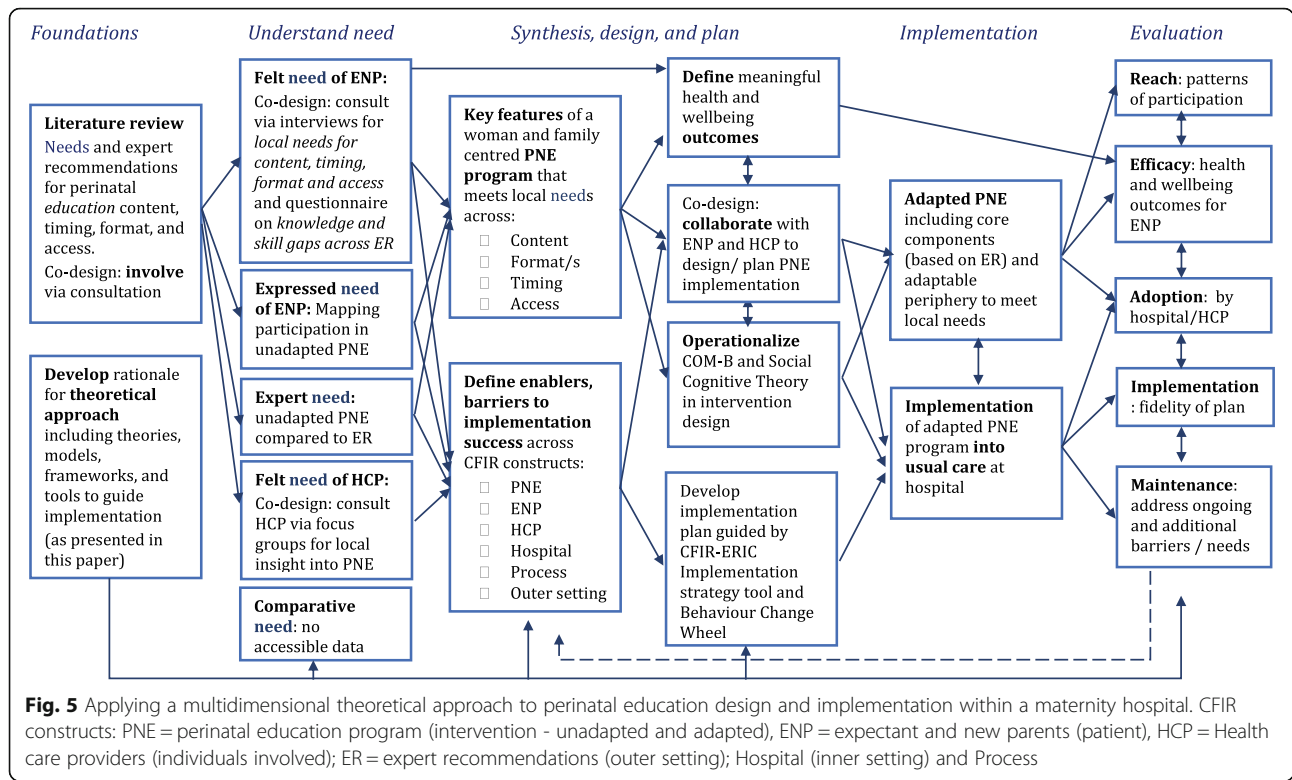 Foundations
Understand need
Synthesis, design, and plan
Implementation
Evaluation
Literature review
Needs and expert
recommendations
for perinatal
education content,
timing, format, and
access.
Co-design: involve
via consultation
Develop rationale
for theoretical
approach
including theories,
models,
frameworks, and
tools to guide
implementation
(as presented in
this paper)
Felt need of ENP:
Co-design: consult
via interviews for
local needs for
content, timing,
format and access
and questionnaire
on knowledge and
skill gaps across ER
Expressed need
of ENP: Mapping
participation in
unadapted PNE
Expert need:
unadapted PNE
compared to ER
Felt need of HCP:
Co-design: consult
HCP via focus
groups for local
insight into PNE
Comparative
need: no
accessible data
Key features of a
woman and family
centred PNE
program that
meets local needs
across:
□ Content
□ Format/s
□ Timing
□ Access
Define enablers,
barriers to
implementation
success across
CFIR constructs:
□ PNE
□ ENP
□ HCP
□ Hospital
□ Process
□ Outer setting
Define meaningful
health and
wellbeing
outcomes
Co-design:
collaborate with
ENP and HCP to
design/ plan PNE
implementation
Operationalize
COM-B and Social
Cognitive Theory
in intervention
design
Develop
implementation
plan guided by
CFIR-ERIC
Implementation
strategy tool and
Behaviour Change
Wheel
Adapted PNE
including core
components
(based on ER) and
adaptable
periphery to meet
local needs
Implementation
of adapted PNE
program into
usual care at
hospital
Reach: patterns
of participation
Efficacy: health
and wellbeing
outcomes for
ENP
Adoption: by
hospital/HCP
Implementation
: fidelity of plan
Maintenance:
address ongoing
and additional
barriers / needs
Fig. 5 Applying a multidimensional theoretical approach to perinatal education design and implementation within a maternity hospital. CFIR
constructs: PNE = perinatal education program (intervention - unadapted and adapted), ENP = expectant and new parents (patient), HCP = Health
care providers (individuals involved); ER = expert recommendations (outer setting); Hospital (inner setting) and Process